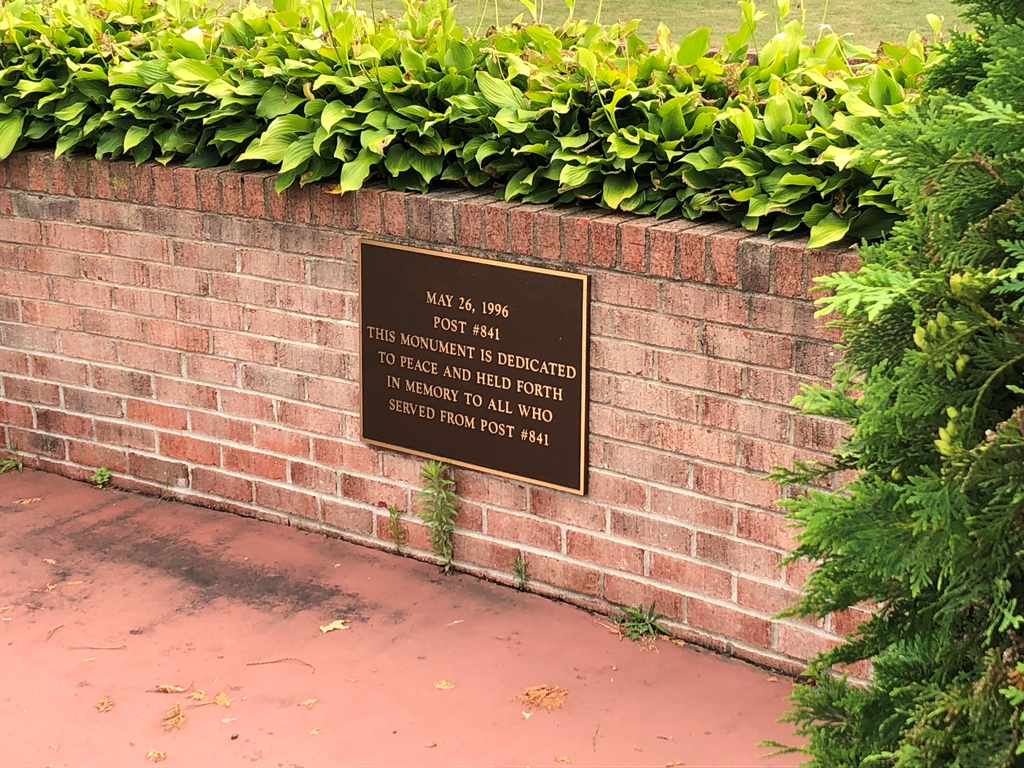 MAY 26, 1996
POST #841
THIS MONUMENT IS DEDICATED
TO PEACE AND HELD FORTH
IN MEMORY TO ALL WHO
SERVED FROM POST #841